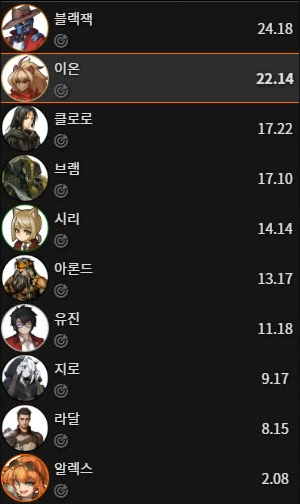 블랙잭
24.18
이온
22.14
클로로
17.22
브램
17.10
시리
14.14
아론드
13.17
유진
11.18
지로
9.17
라달
8.15
알렉스
2.08